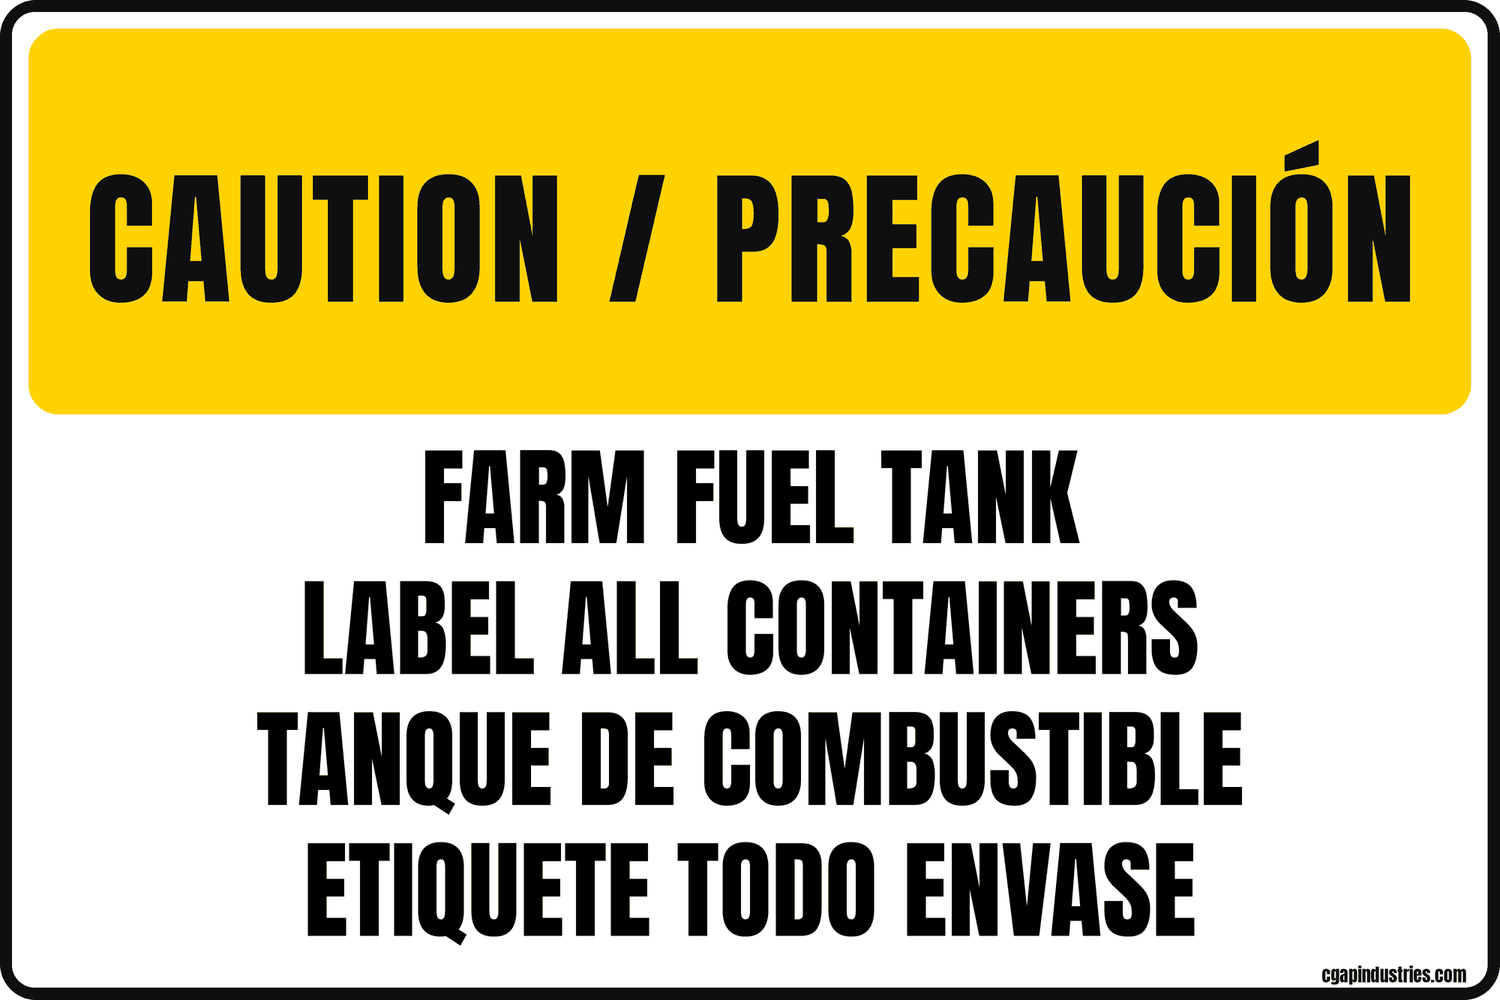 CAUTION / PRECAUCIÓN
FARM FUEL TANK
LABEL ALL CONTAINERS
TANQUE DE COMBUSTIBLE
ETIQUETE TODO ENVASE
cgapindustries.com